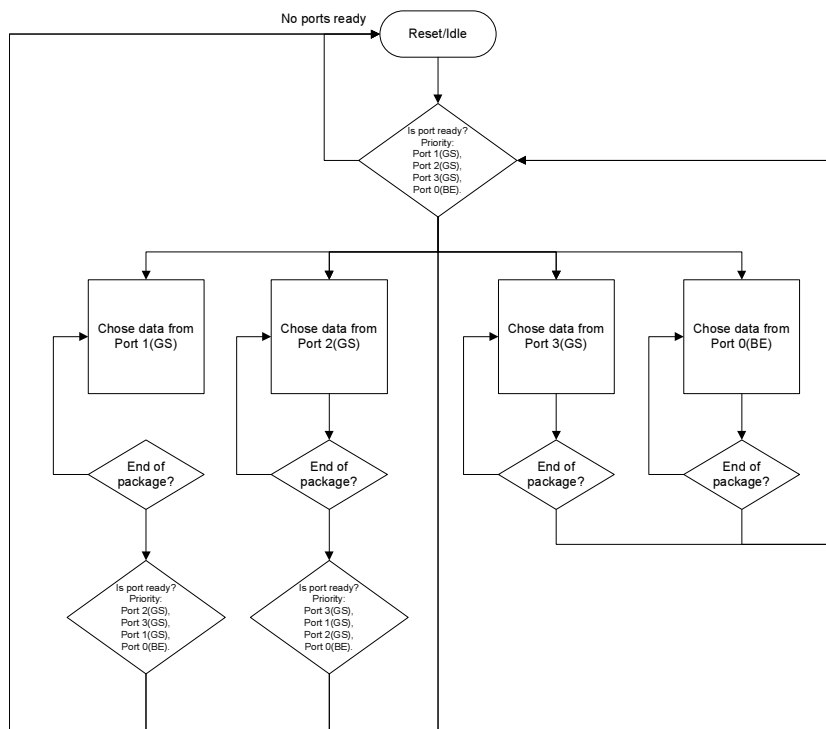 No ports ready
Reset/Idle
Is port ready?
Priority:
Port 1(GS),
Port 2(GS),
Port 3(GS),
Port 0(BE).
Chose data from
Port 1(GS)
Chose data from
Port 2(GS)
Chose data from
Port 3(GS)
Chose data from
Port 0(BE)
End of
package?
End of
package?
End of
package?
End of
package?
Is port ready?
Priority:
Port 2(GS),
Port 3(GS),
Port 1(GS),
Port 0(BE).
Is port ready?
Priority:
Port 3(GS),
Port 1(GS),
Port 2(GS),
Port 0(BE).